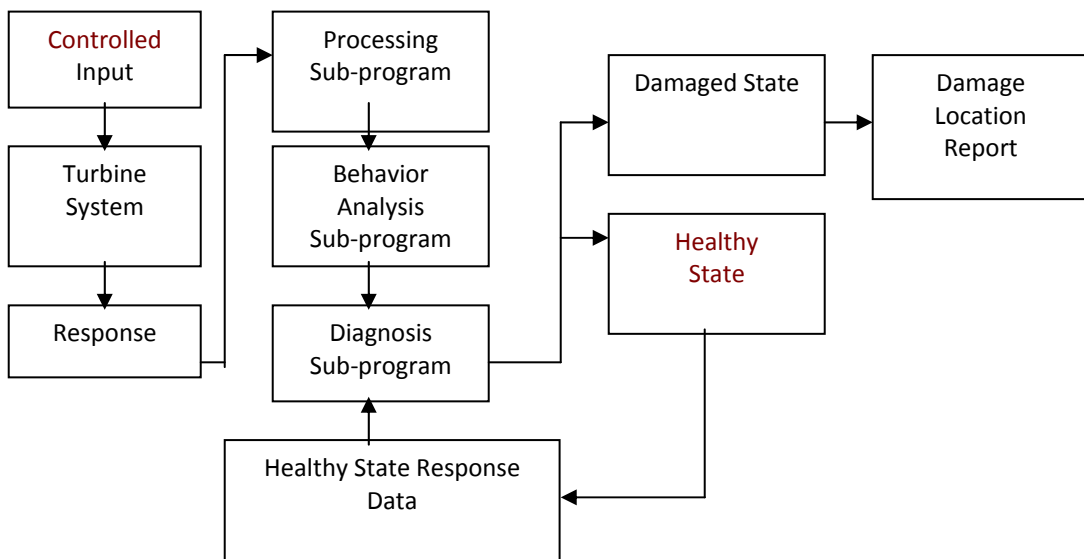 Controlled
Input
Turbine
System
Response
Processing
Sub-program
Behavior
Analysis
Sub-program
Diagnosis
Sub-program
Healthy State Response
Data
Damaged State
Healthy
State
Damage
Location
Report